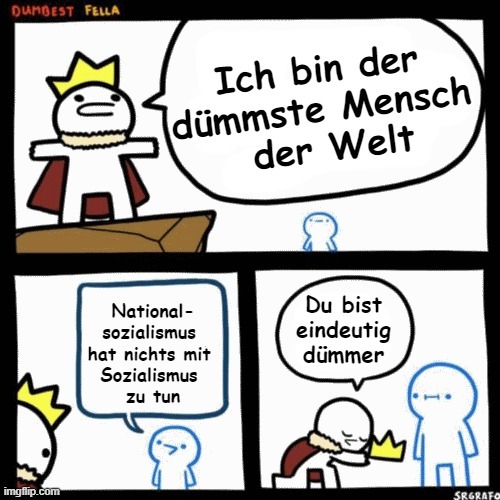 DUMBEST FELLA
Ich bin der
dümmste Mensch
der Welt
National-
sozialismus
hat nichts mit
Sozialismus
zu tun
Du bist
eindeutig
dümmer
imgflip.com
SRGRAFO